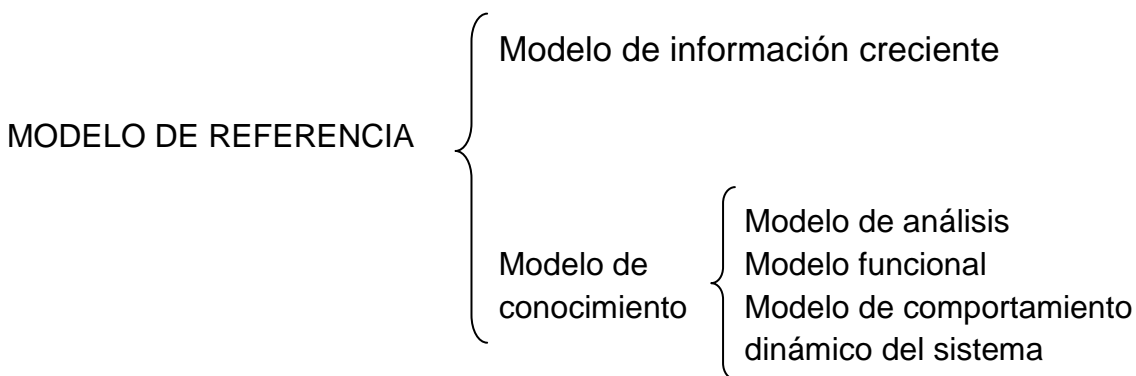 Modelo de información creciente
MODELO DE REFERENCIA
Modelo de análisis
Modelo de
Modelo funcional
conocimiento
Modelo de comportamiento
dinámico del sistema